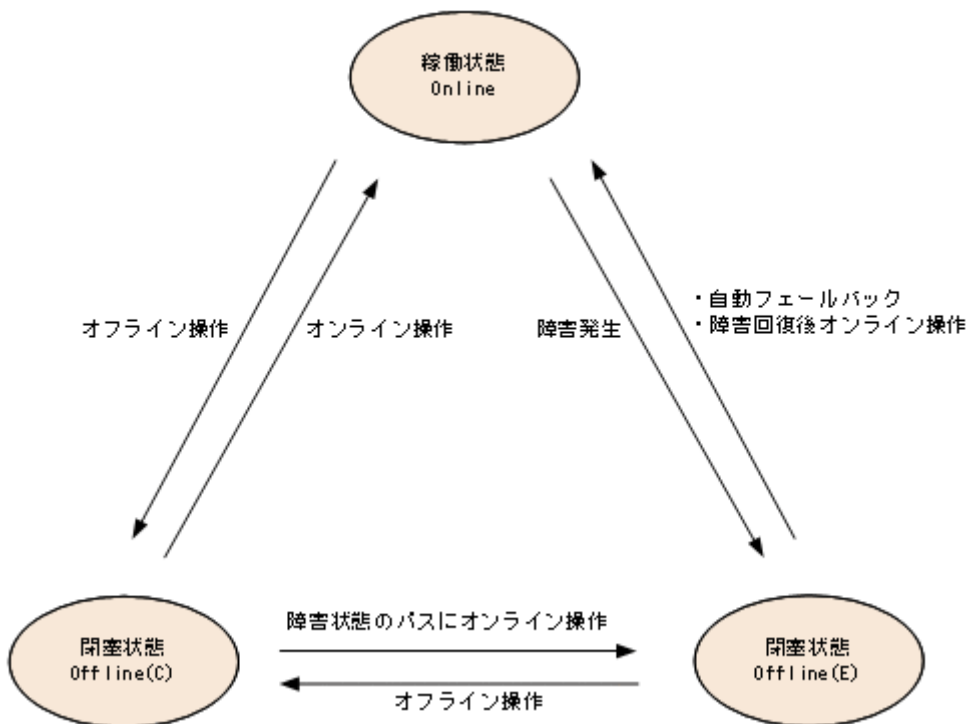 稼働状態
Online
オフライン操作
オンライン操作
障害発生
・自動フェールバック
・障害回復後オンライン操作
閉塞状態
Offline(C)
障害状態のパスにオンライン操作
オフライン操作
閉塞状態
Offline(E)